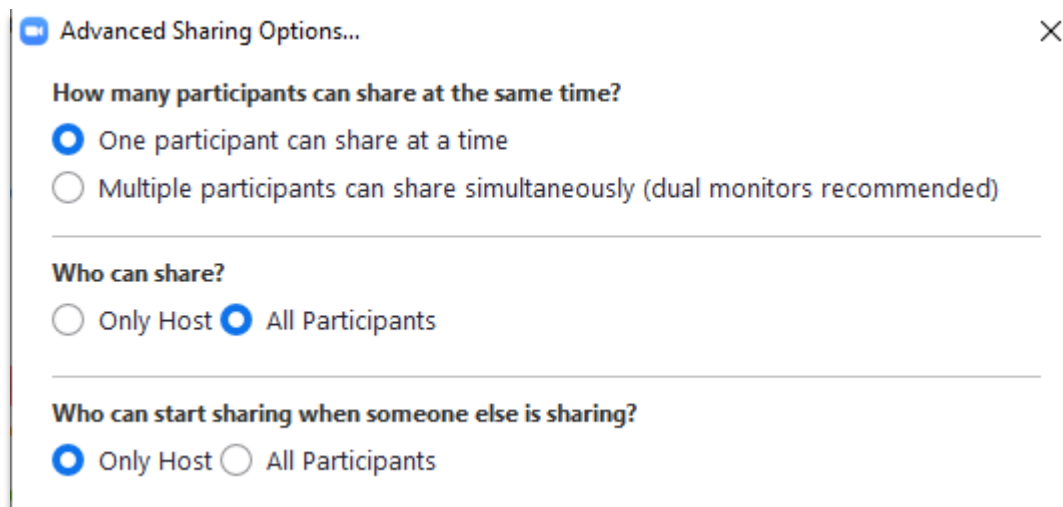 Advanced Sharing Options...
How many participants can share at the same time?
One participant can share at a time
Multiple participants can share simultaneously (dual monitors recommended)
Who can share?
Only Host All Participants
Who can start sharing when someone else is sharing?
Only Host All Participants